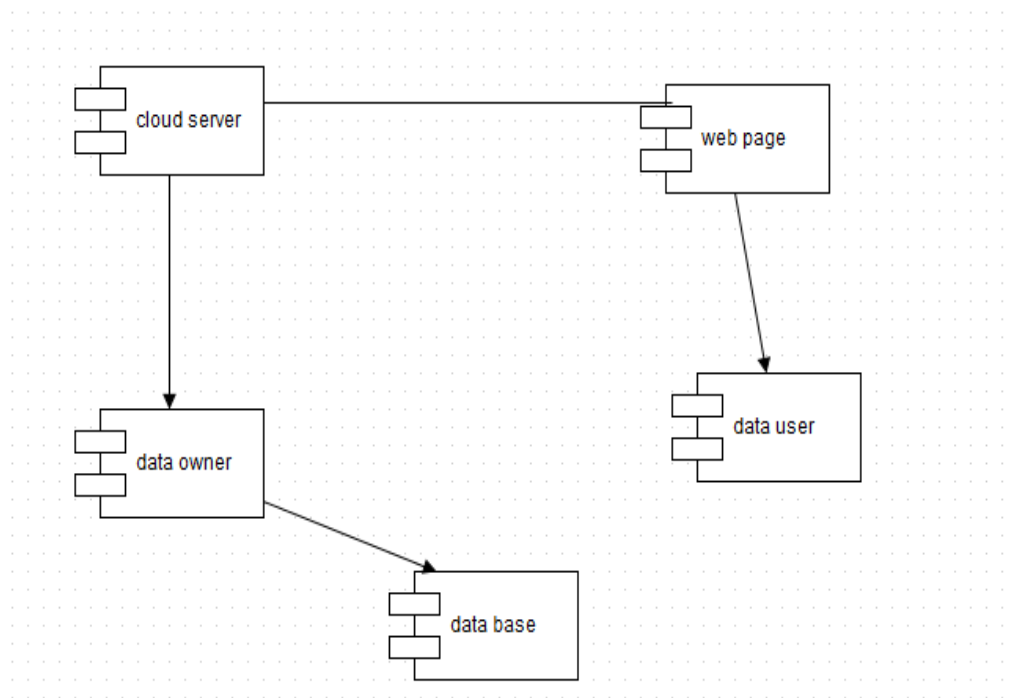 cloud server
web page
data user
data owner
data base